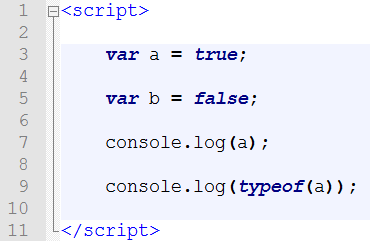 1 <script>
2
3 var a = true;
4
5 var b = false;
6
7 console.log(a);
8
9 console.log(typeof(a));
10
11 </script>